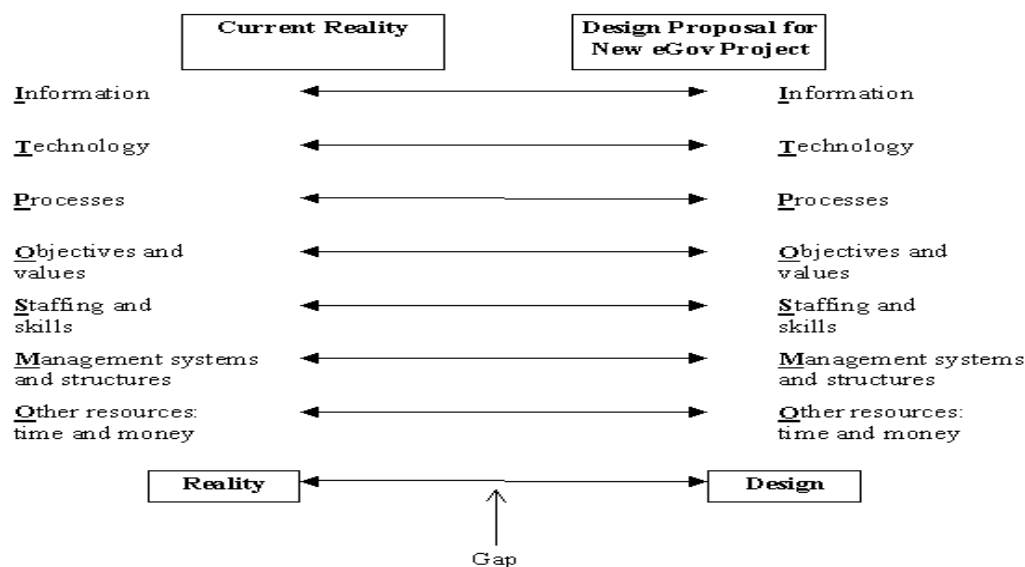 Current Reality
Design Proposal for
New eGov Project
Information
Information
Technology
Technology
Processes
Processes
Objectives and
values
Objectives and
values
Staffing and
skills
Staffing and
skills
Management systems
and structures
Management systems
and structures
Other resources:
time and money
Other resources:
time and money
Reality
Design
Gap